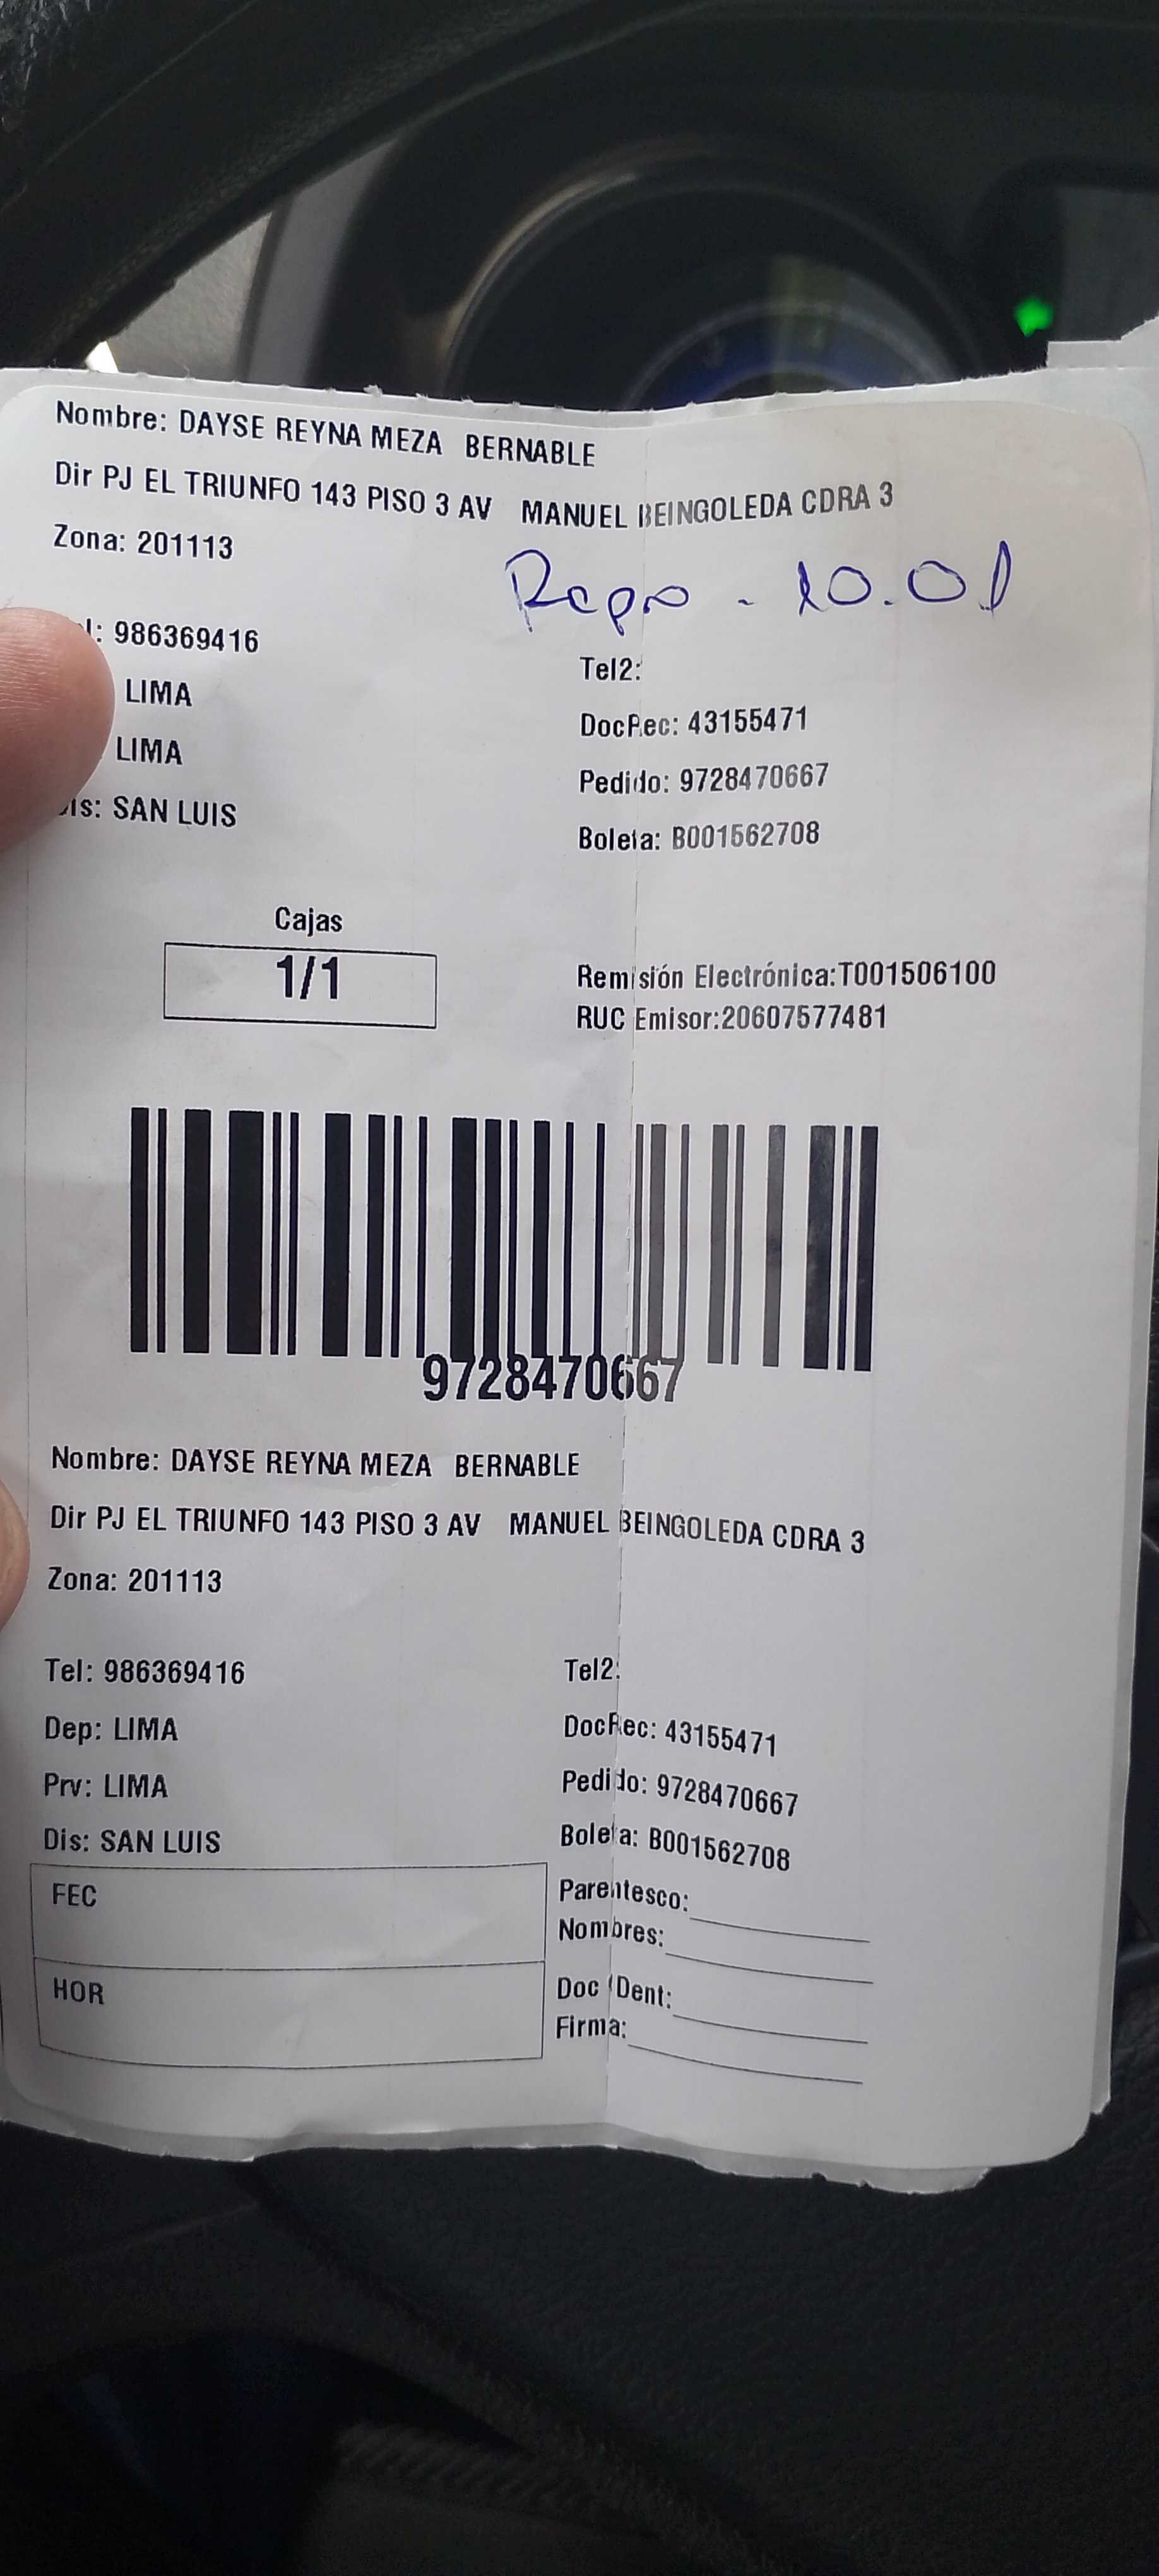 Nombre: DAYSE REYNA MEZA BERNABLE
Dir PJ EL TRIUNFO 143 PISO 3 AV MANUEL BEINGOLEDA CDRA 3
Zona: 201113
Repro - 10.01
l: 986369416
Tel2:
LIMA
DocRec: 43155471
LIMA
Pedido: 9728470667
Dis: SAN LUIS
Boleta: B001562708
Cajas
1/1
Remisión Electrónica:T001506100
RUC Emisor:20607577481
9728470667
Nombre: DAYSE REYNA MEZA BERNABLE
Dir PJ EL TRIUNFO 143 PISO 3 AV MANUEL BEINGOLEDA CDRA 3
Zona: 201113
Tel: 986369416
Tel2:
Dep: LIMA
DocRec: 43155471
Prv: LIMA
Pedido: 9728470667
Dis: SAN LUIS
Boleta: B001562708
FEC
Parentesco:
Nombres:
HOR
Doc Dent:
Firma: